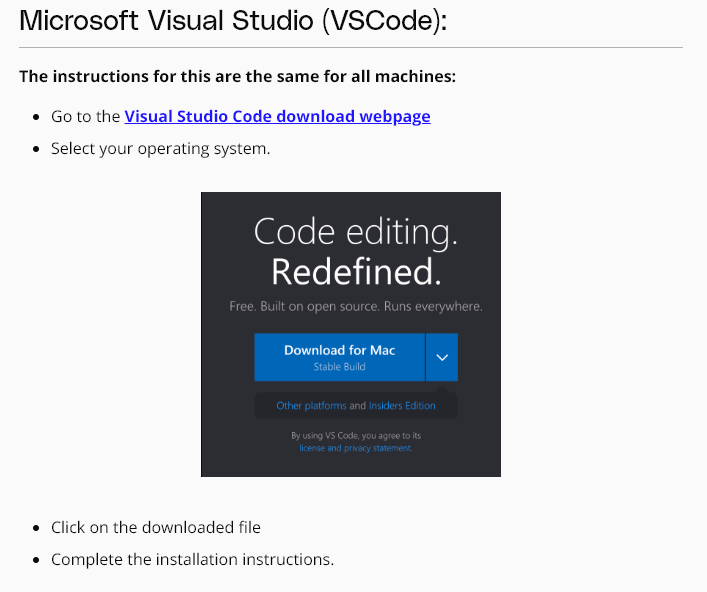 Microsoft Visual Studio (VSCode):
The instructions for this are the same for all machines:
Go to the Visual Studio Code download webpage
Select your operating system.
Code editing.
Redefined.
Free. Built on open source. Runs everywhere.
Download for Mac
Stable Build
Other platforms and Insiders Edition
By using VS Code, you agree to its
license and privacy statement.
Click on the downloaded file
Complete the installation instructions.